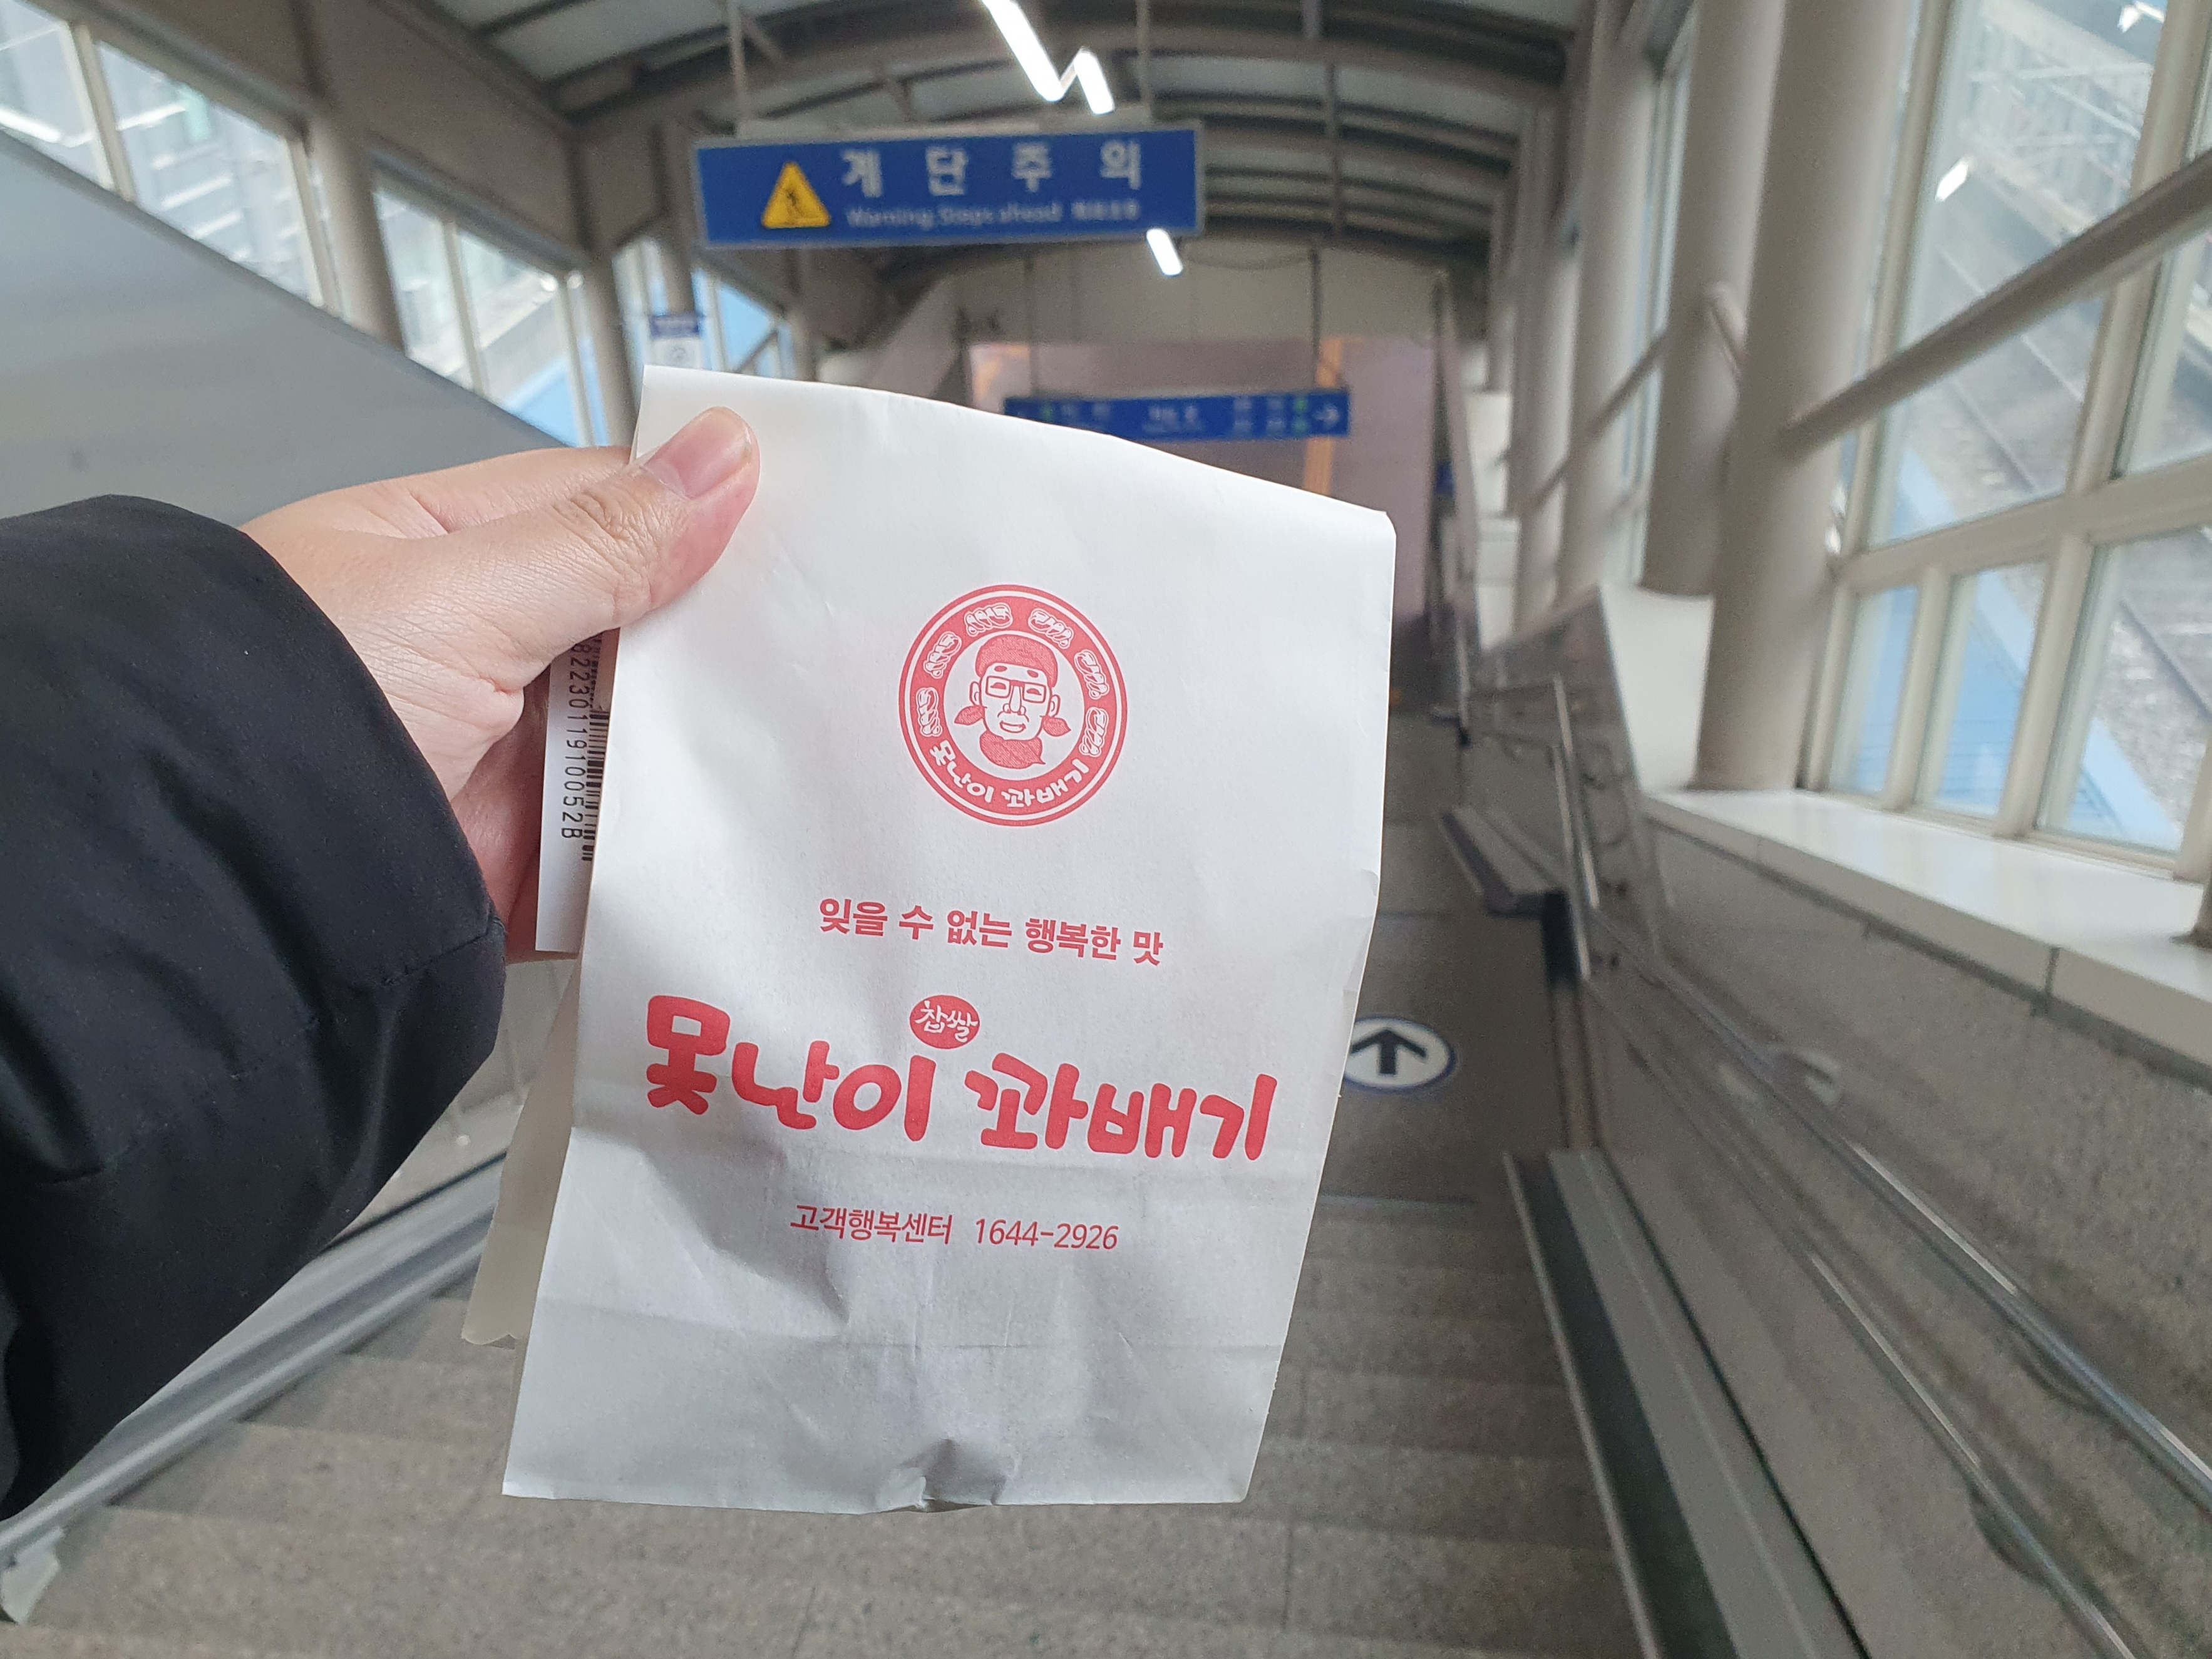 계단주의
Warning, Steps ahead
못난이 꽈배기
잊을 수 없는 행복한 맛
찹쌀
못난이 꽈배기
고객행복센터 1644-2926
8223011910052B